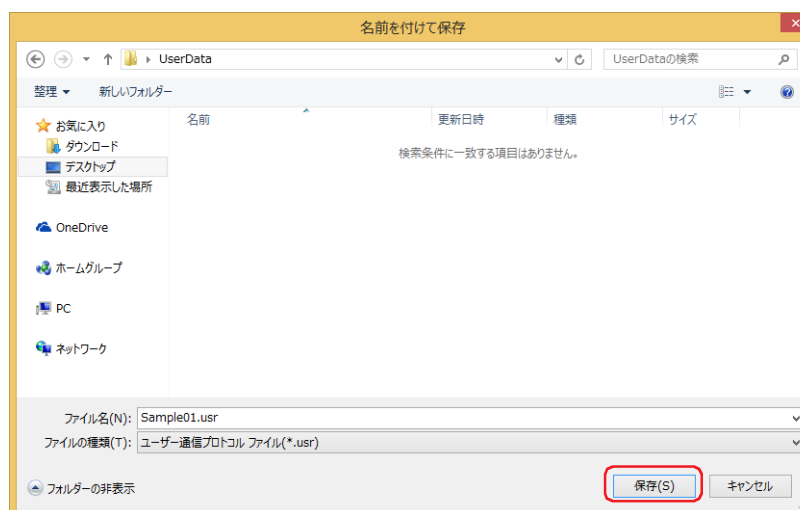 名前を付けて保存
UserData
UserDataの検索
整理
新しいフォルダー
名前 更新日時 種類 サイズ
検索条件に一致する項目はありません。
お気に入り
ダウンロード
デスクトップ
最近表示した場所
OneDrive
ホームグループ
PC
ネットワーク
ファイル名(N): Sample01.usr
ファイルの種類(T): ユーザー通信プロトコル ファイル(*.usr)
フォルダーの非表示
保存(S)
キャンセル